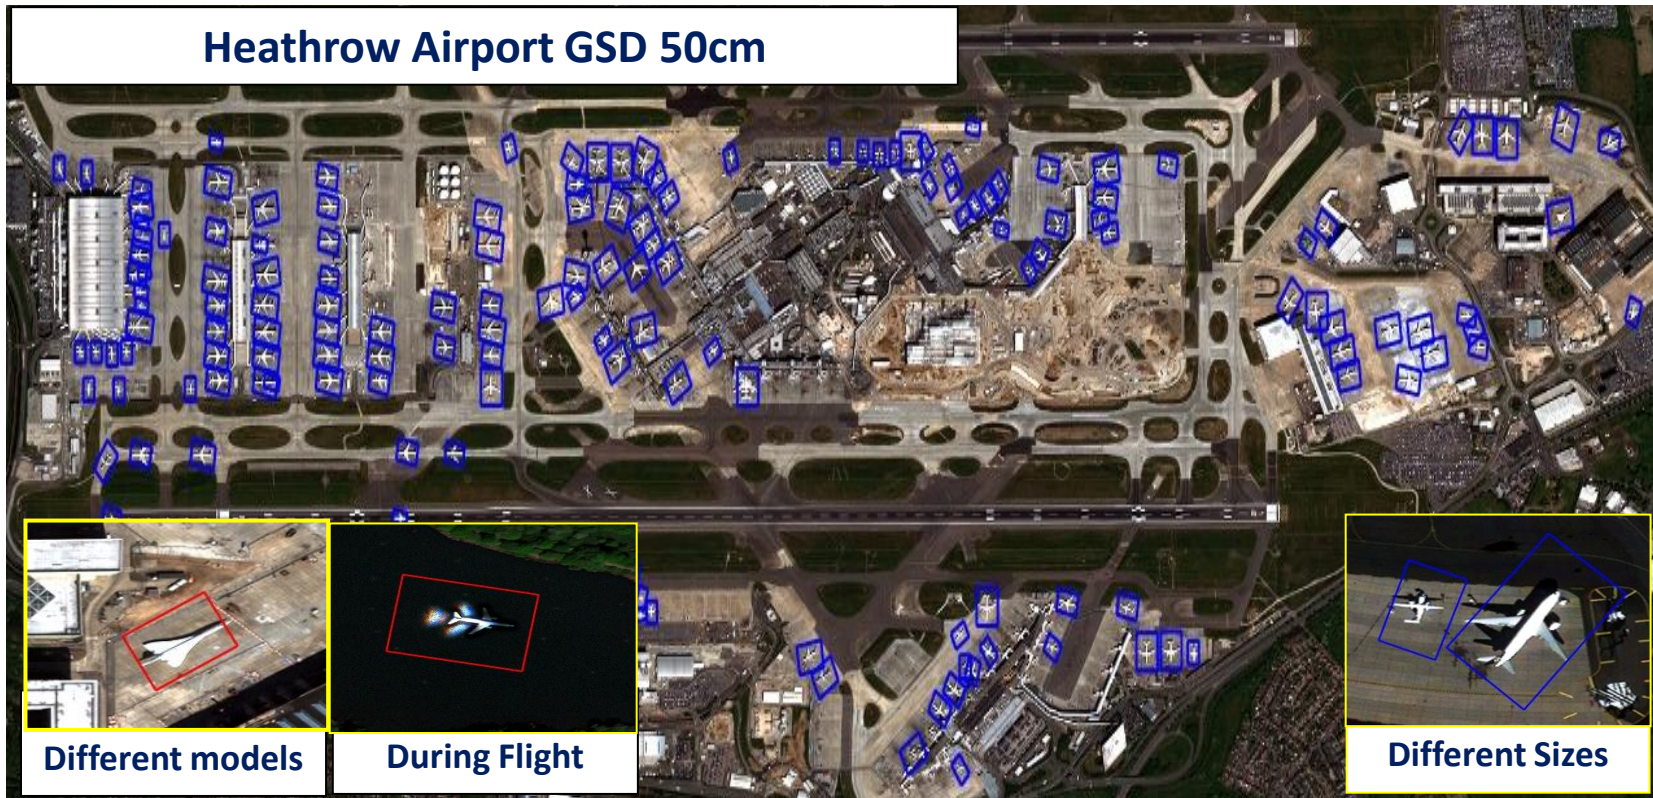 Heathrow Airport GSD 50cm
Different models
During Flight
Different Sizes